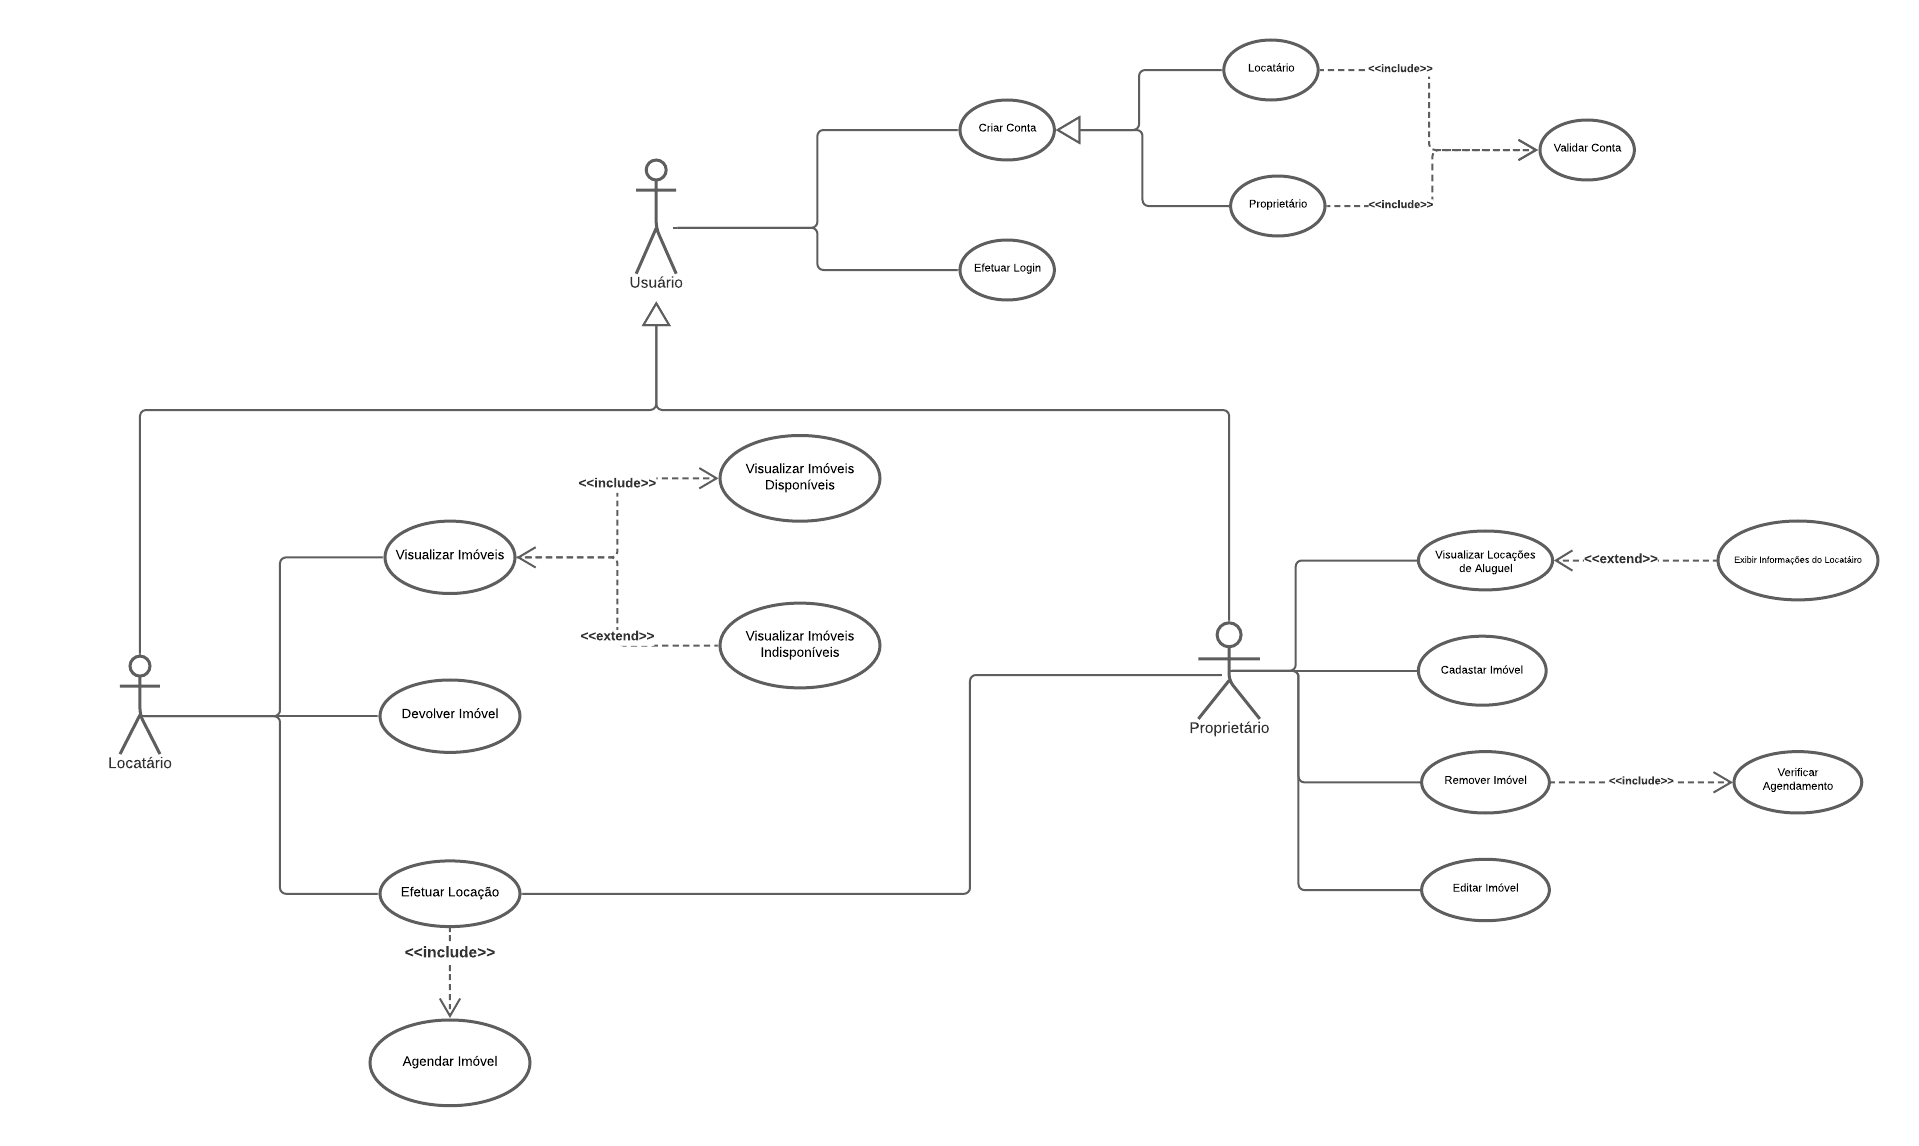 Locatário
<<include>>
Criar Conta
Validar Conta
Proprietário
<<include>>
Efetuar Login
Usuário
Visualizar Imóveis
Disponíveis
<<include>>
Visualizar Imóveis
Visualizar Locações
de Aluguel
<<extend>>
Exibir Informações do Locatáiro
<<extend>>
Visualizar Imóveis
Indisponíveis
Cadastar Imóvel
Devolver Imóvel
Proprietário
Locatário
Remover Imóvel
<<include>>
Verificar
Agendamento
Efetuar Locação
Editar Imóvel
<<include>>
Agendar Imóvel